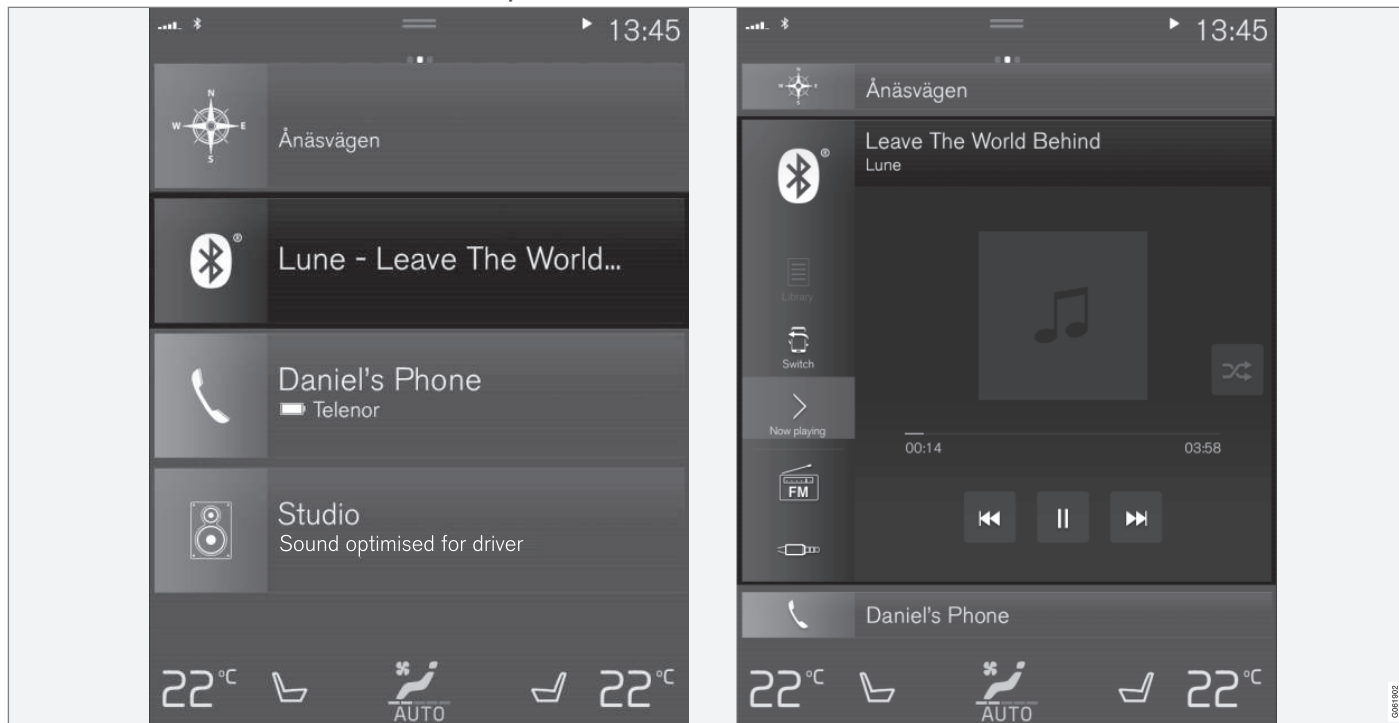 13:45
N
W E
S
Ånäsvägen
Lune - Leave The World...
Daniel's Phone
Telenor
Studio
Sound optimised for driver
22°C
AUTO
22°C
13:45
N
W E
S
Ånäsvägen
Leave The World Behind
Lune
Library
Switch
Now playing
00:14 03:58
FM
Daniel's Phone
22°C
AUTO
22°C
G061902